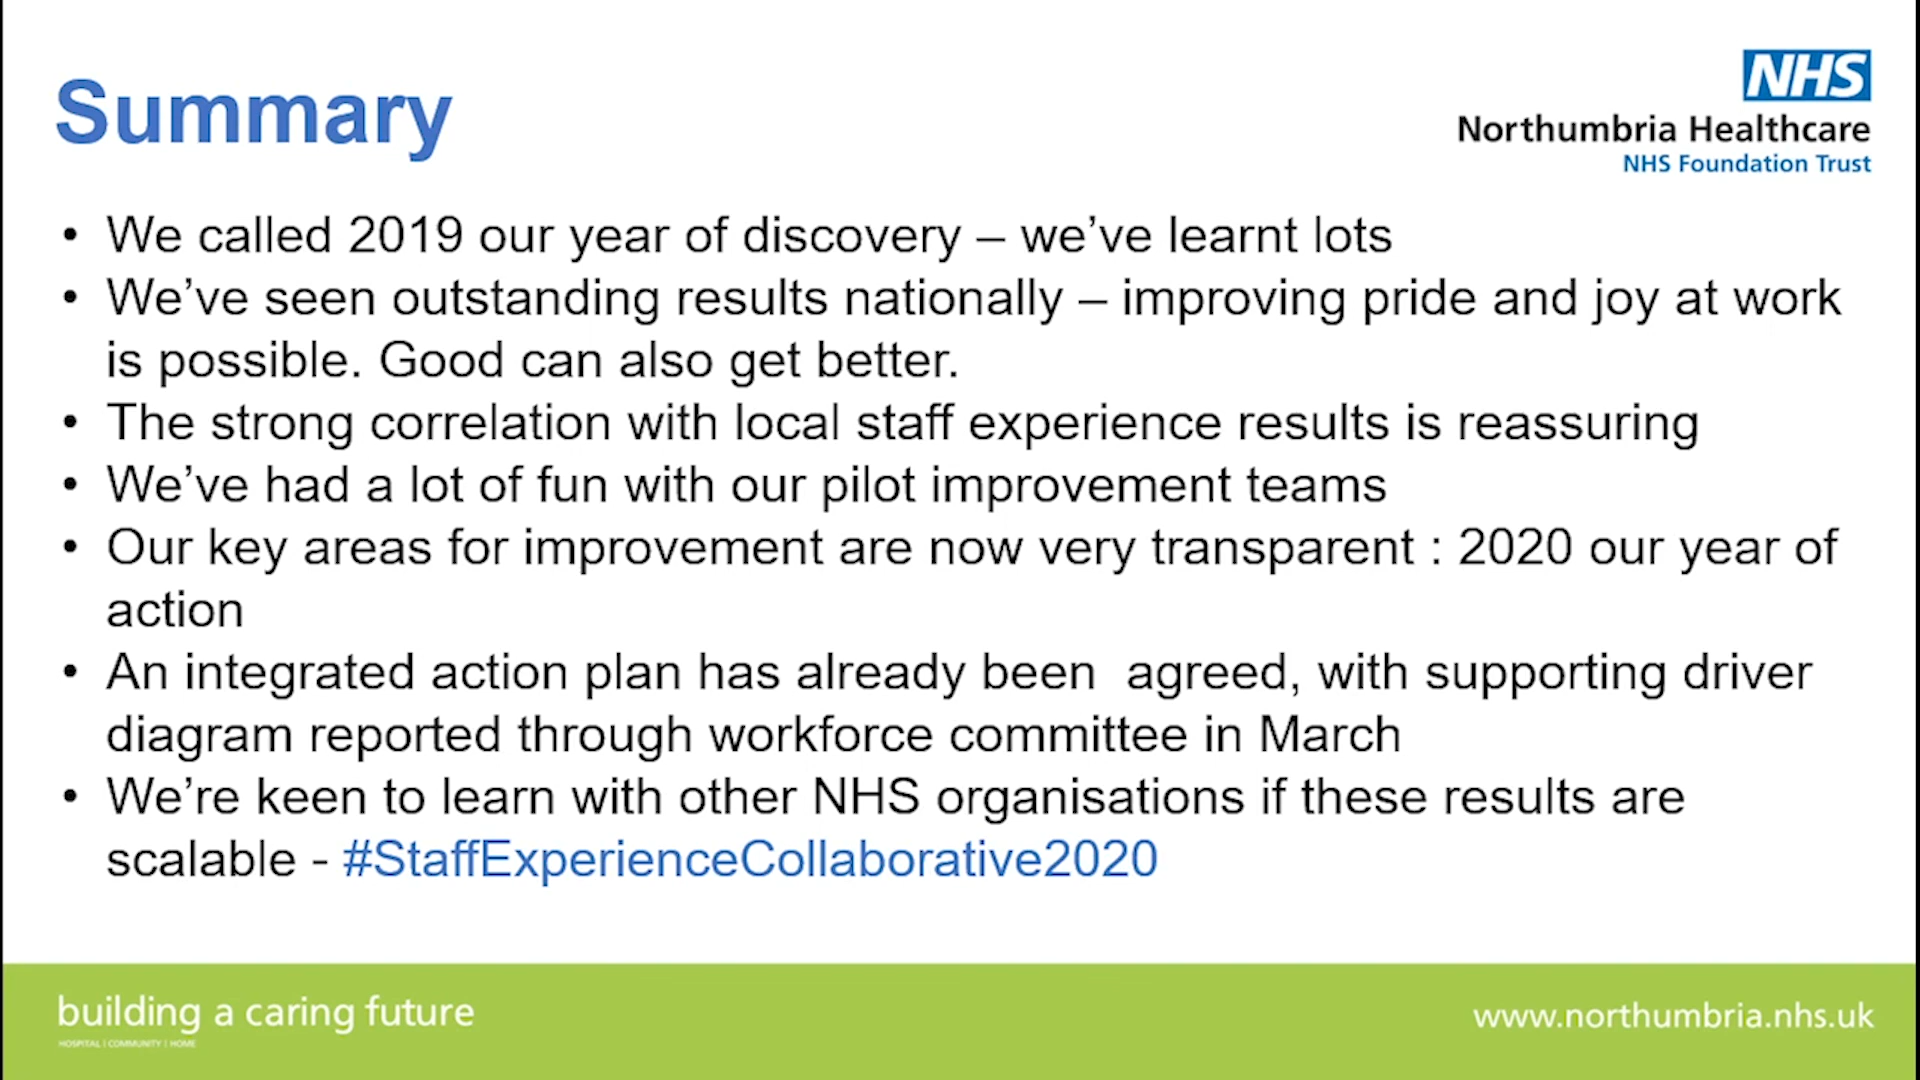 Summary
NHS
Northumbria Healthcare
NHS Foundation Trust
• We called 2019 our year of discovery – we’ve learnt lots
• We’ve seen outstanding results nationally – improving pride and joy at work
is possible. Good can also get better.
• The strong correlation with local staff experience results is reassuring
• We’ve had a lot of fun with our pilot improvement teams
• Our key areas for improvement are now very transparent : 2020 our year of
action
• An integrated action plan has already been  agreed, with supporting driver
diagram reported through workforce committee in March
• We’re keen to learn with other NHS organisations if these results are
scalable - #StaffExperienceCollaborative2020
building a caring future
HOSPITAL | COMMUNITY | HOME
www.northumbria.nhs.uk